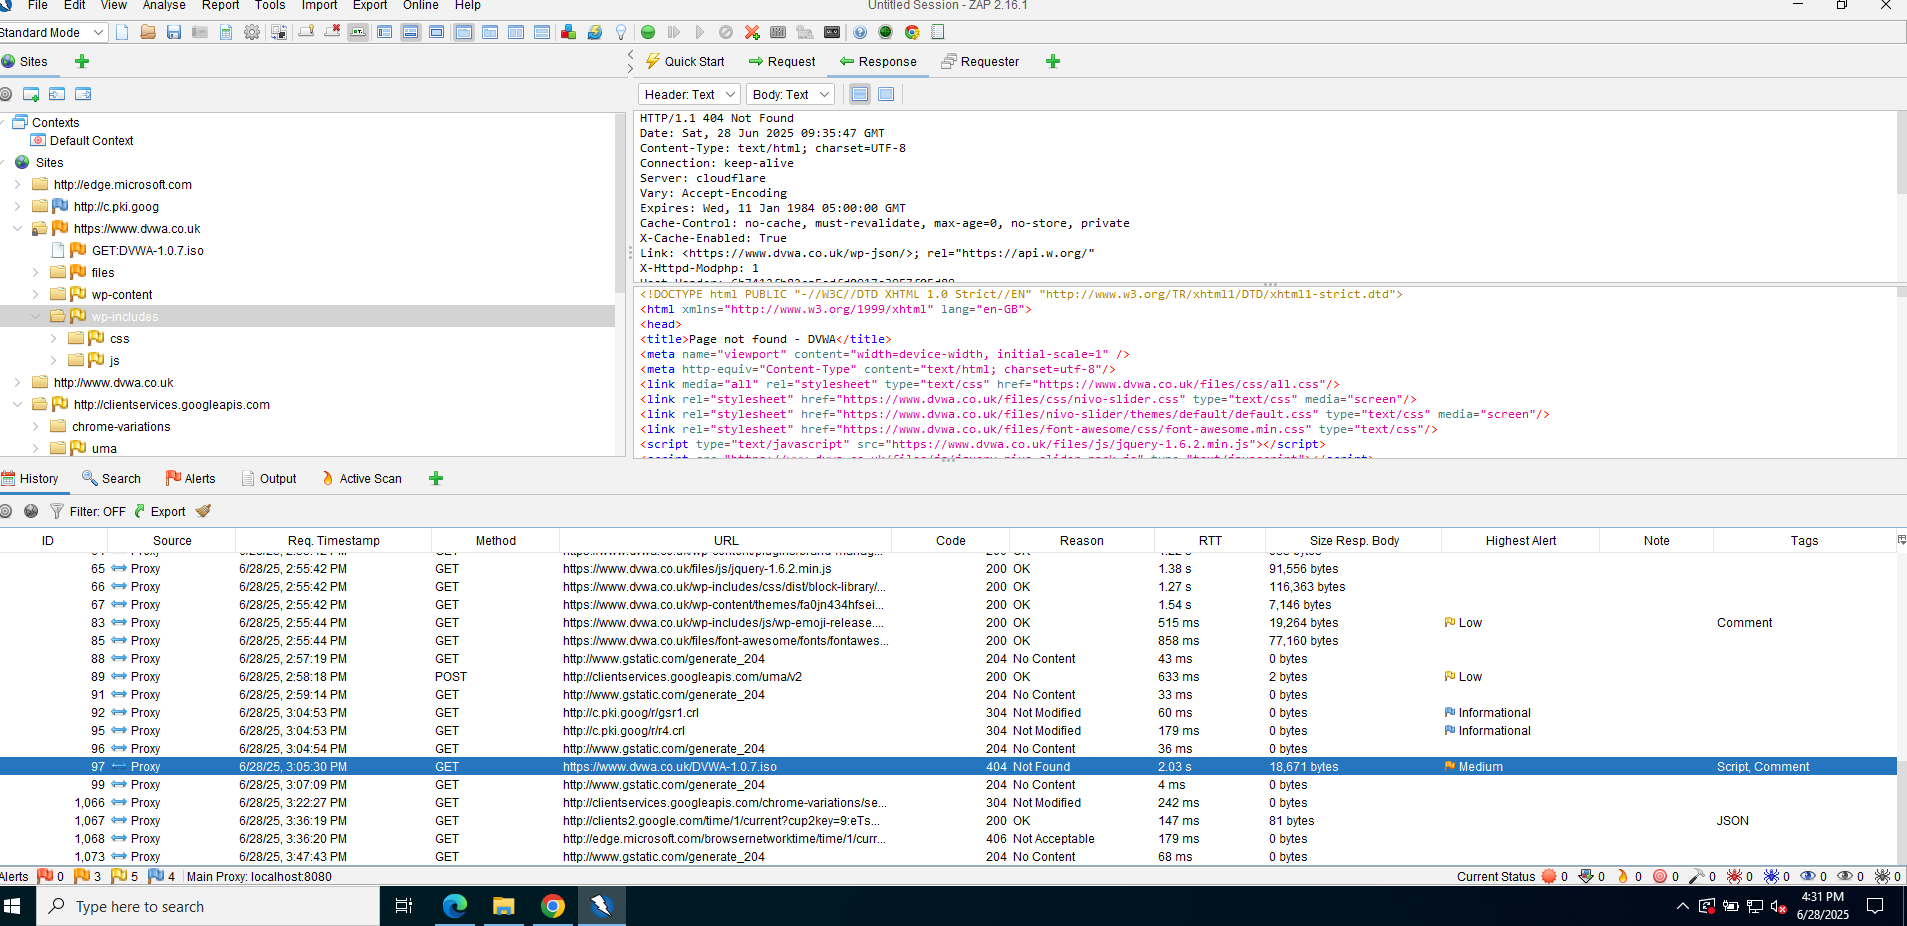 File Edit View Analyse Report Tools Import Export Online Help
Untitled Session - ZAP 2.16.1
Standard Mode
Sites
Quick Start Request Response Requester
Header: Text Body: Text
Contexts
Default Context
Sites
http://edge.microsoft.com
http://c.pki.goog
https://www.dvwa.co.uk
GET:DVWA-1.0.7.iso
files
wp-content
wp-includes
css
js
http://www.dvwa.co.uk
http://clientservices.googleapis.com
chrome-variations
uma
HTTP/1.1 404 Not Found
Date: Sat, 28 Jun 2025 09:35:47 GMT
Content-Type: text/html; charset=UTF-8
Connection: keep-alive
Server: cloudflare
Vary: Accept-Encoding
Expires: Wed, 11 Jan 1984 05:00:00 GMT
Cache-Control: no-cache, must-revalidate, max-age=0, no-store, private
X-Cache-Enabled: True
Link: <https://www.dvwa.co.uk/wp-json/>; rel="https://api.w.org/"
X-Httpd-Modphp: 1
<!DOCTYPE html PUBLIC "-//W3C//DTD XHTML 1.0 Strict//EN" "http://www.w3.org/TR/xhtml1/DTD/xhtml1-strict.dtd">
<html xmlns="http://www.w3.org/1999/xhtml" lang="en-GB">
<head>
<title>Page not found - DVWA</title>
<meta name="viewport" content="width=device-width, initial-scale=1" />
<meta http-equiv="Content-Type" content="text/html; charset=utf-8"/>
<link media="all" rel="stylesheet" type="text/css" href="https://www.dvwa.co.uk/files/css/all.css"/>
<link rel="stylesheet" href="https://www.dvwa.co.uk/files/css/nivo-slider.css" type="text/css" media="screen"/>
<link rel="stylesheet" href="https://www.dvwa.co.uk/files/nivo-slider/themes/default/default.css" type="text/css" media="screen"/>
<link rel="stylesheet" href="https://www.dvwa.co.uk/files/font-awesome/css/font-awesome.min.css" type="text/css"/>
<script type="text/javascript" src="https://www.dvwa.co.uk/files/js/jquery-1.6.2.min.js"></script>
History Search Alerts Output Active Scan
Filter: OFF Export
ID Source Req. Timestamp Method URL Code Reason RTT Size Resp. Body Highest Alert Note Tags
65 Proxy 6/28/25, 2:55:42 PM GET https://www.dvwa.co.uk/files/js/jquery-1.6.2.min.js 200 OK 1.38 s 91,556 bytes
66 Proxy 6/28/25, 2:55:42 PM GET https://www.dvwa.co.uk/wp-includes/css/dist/block-library/... 200 OK 1.27 s 116,363 bytes
67 Proxy 6/28/25, 2:55:42 PM GET https://www.dvwa.co.uk/wp-content/themes/fa0jn434hfsei... 200 OK 1.54 s 7,146 bytes
83 Proxy 6/28/25, 2:55:44 PM GET https://www.dvwa.co.uk/wp-includes/js/wp-emoji-release.... 200 OK 515 ms 19,264 bytes Low Comment
85 Proxy 6/28/25, 2:55:44 PM GET https://www.dvwa.co.uk/files/font-awesome/fonts/fontawes... 200 OK 858 ms 77,160 bytes
88 Proxy 6/28/25, 2:57:19 PM GET http://www.gstatic.com/generate_204 204 No Content 43 ms 0 bytes
89 Proxy 6/28/25, 2:58:18 PM POST http://clientservices.googleapis.com/uma/v2 200 OK 633 ms 2 bytes Low
91 Proxy 6/28/25, 2:59:14 PM GET http://www.gstatic.com/generate_204 204 No Content 33 ms 0 bytes
92 Proxy 6/28/25, 3:04:53 PM GET http://c.pki.goog/r/gsr1.crl 304 Not Modified 60 ms 0 bytes Informational
95 Proxy 6/28/25, 3:04:53 PM GET http://c.pki.goog/r/r4.crl 304 Not Modified 179 ms 0 bytes Informational
96 Proxy 6/28/25, 3:04:54 PM GET http://www.gstatic.com/generate_204 204 No Content 36 ms 0 bytes
97 Proxy 6/28/25, 3:05:30 PM GET https://www.dvwa.co.uk/DVWA-1.0.7.iso 404 Not Found 2.03 s 18,671 bytes Medium Script, Comment
99 Proxy 6/28/25, 3:07:09 PM GET http://www.gstatic.com/generate_204 204 No Content 4 ms 0 bytes
1,066 Proxy 6/28/25, 3:22:27 PM GET http://clientservices.googleapis.com/chrome-variations/se... 304 Not Modified 242 ms 0 bytes
1,067 Proxy 6/28/25, 3:36:19 PM GET http://clients2.google.com/time/1/current?cup2key=9:eTs... 200 OK 147 ms 81 bytes JSON
1,068 Proxy 6/28/25, 3:36:20 PM GET http://edge.microsoft.com/browsernetworktime/time/1/curr... 406 Not Acceptable 179 ms 0 bytes
1,073 Proxy 6/28/25, 3:47:43 PM GET http://www.gstatic.com/generate_204 204 No Content 68 ms 0 bytes
Alerts 0 3 5 4 Main Proxy: localhost:8080
Current Status 0 0 0 0 0 0 0 0 0 0
Type here to search
4:31 PM
6/28/2025